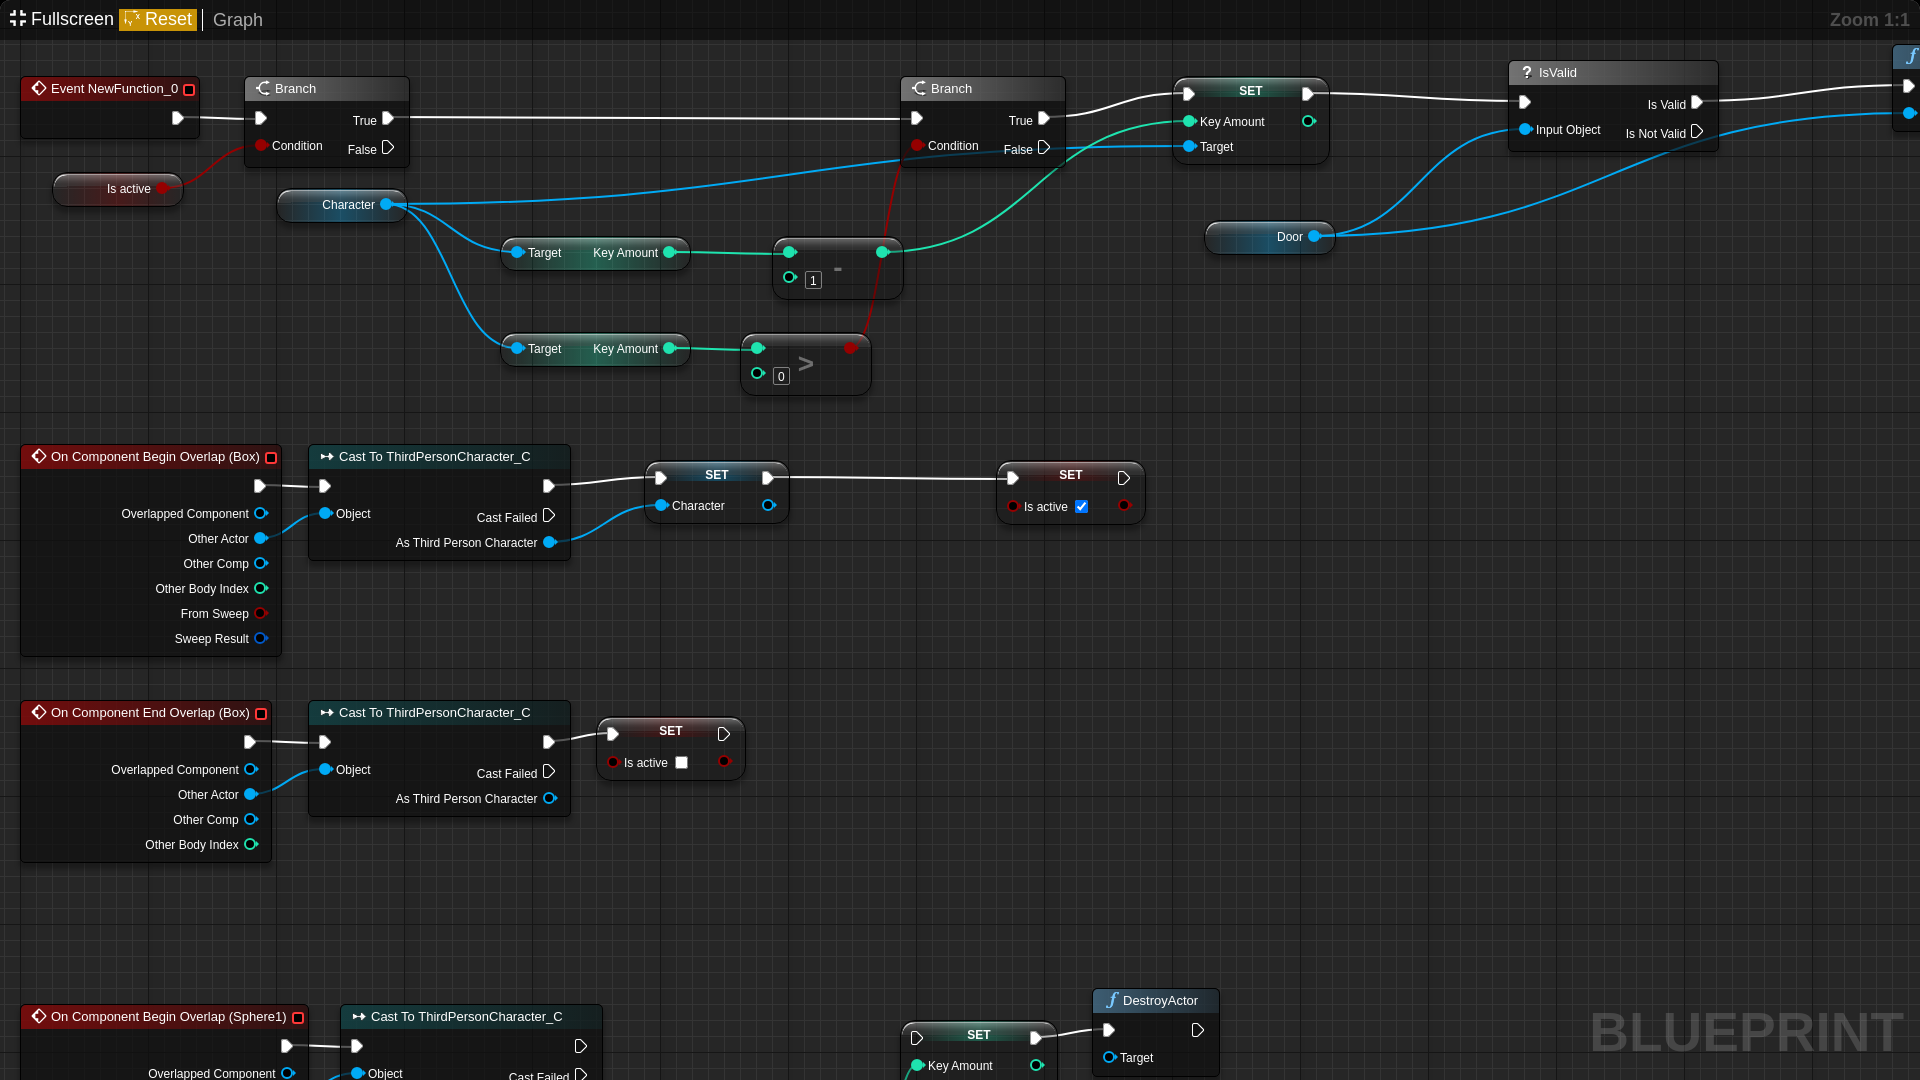 Fullscreen Reset Graph
Zoom 1:1
Event NewFunction_0
Branch
True
Condition
False
Is active
Character
Target Key Amount
1 -
Target Key Amount
0 >
Branch
True
Condition
False
SET
Key Amount
Target
? IsValid
Is Valid
Input Object
Is Not Valid
Door
f
On Component Begin Overlap (Box)
Overlapped Component
Other Actor
Other Comp
Other Body Index
From Sweep
Sweep Result
Cast To ThirdPersonCharacter_C
Object
Cast Failed
As Third Person Character
SET
Character
SET
Is active
On Component End Overlap (Box)
Overlapped Component
Other Actor
Other Comp
Other Body Index
Cast To ThirdPersonCharacter_C
Object
Cast Failed
As Third Person Character
SET
Is active
On Component Begin Overlap (Sphere1)
Overlapped Component
Cast To ThirdPersonCharacter_C
Object
Cast Failed
SET
Key Amount
f DestroyActor
Target
BLUEPRINT